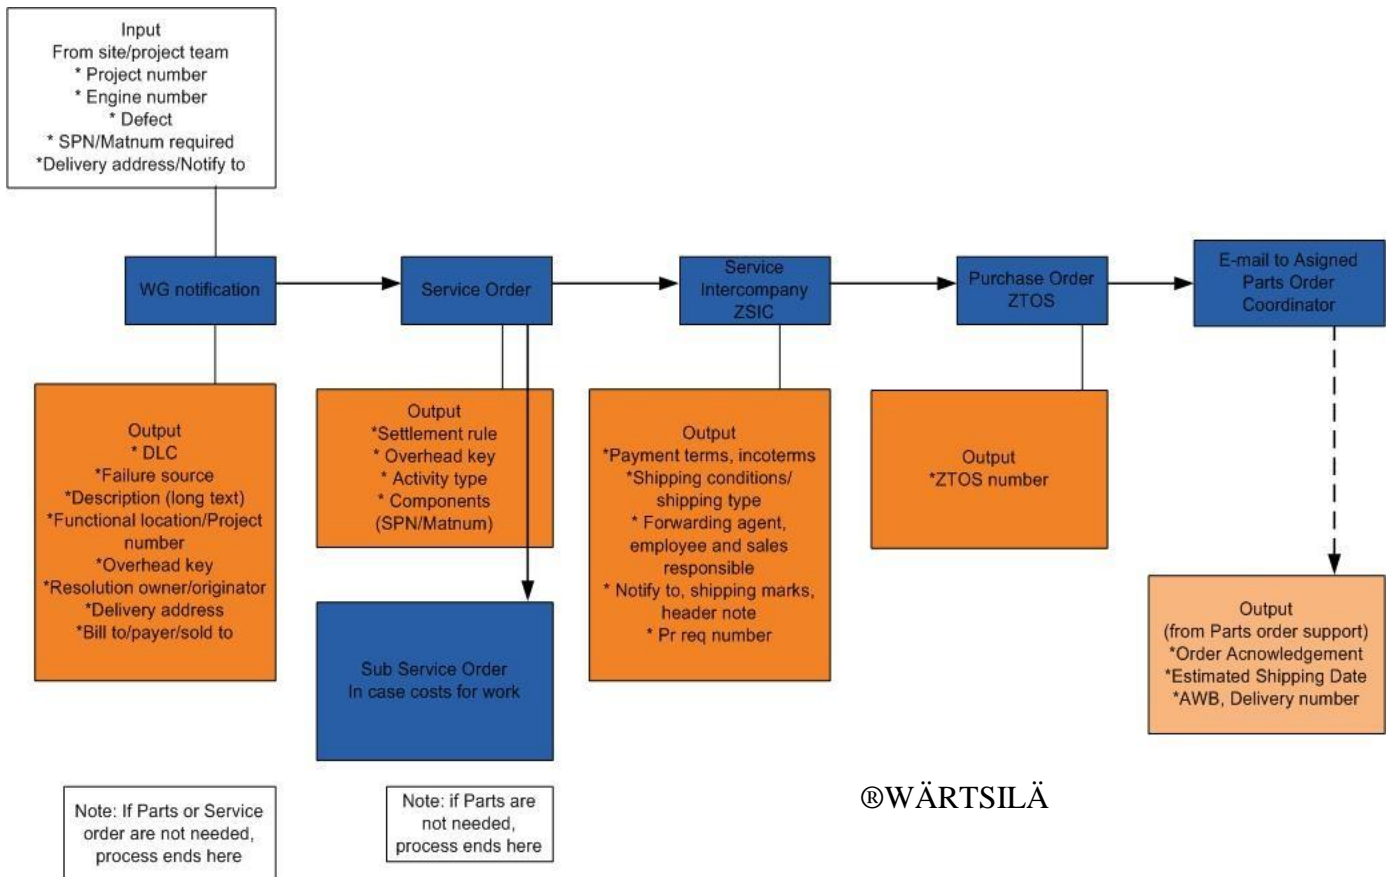 Input
From site/project team
* Project number
* Engine number
* Defect
* SPN/Matnum required
*Delivery address/Notify to
WG notification
Service Order
Service
Intercompany
ZSIC
Purchase Order
ZTOS
E-mail to Asigned
Parts Order
Coordinator
Output
* DLC
*Failure source
*Description (long text)
*Functional location/Project
number
*Overhead key
*Resolution owner/originator
*Delivery address
*Bill to/payer/sold to
Output
*Settlement rule
* Overhead key
* Activity type
* Components
(SPN/Matnum)
Sub Service Order
In case costs for work
Output
*Payment terms, incoterms
*Shipping conditions/
shipping type
* Forwarding agent,
employee and sales
responsible
* Notify to, shipping marks,
header note
* Pr req number
Output
*ZTOS number
Output
(from Parts order support)
*Order Acnowledgement
*Estimated Shipping Date
*AWB, Delivery number
Note: If Parts or Service
order are not needed,
process ends here
Note: if Parts are
not needed,
process ends here
®WÄRTSILÄ